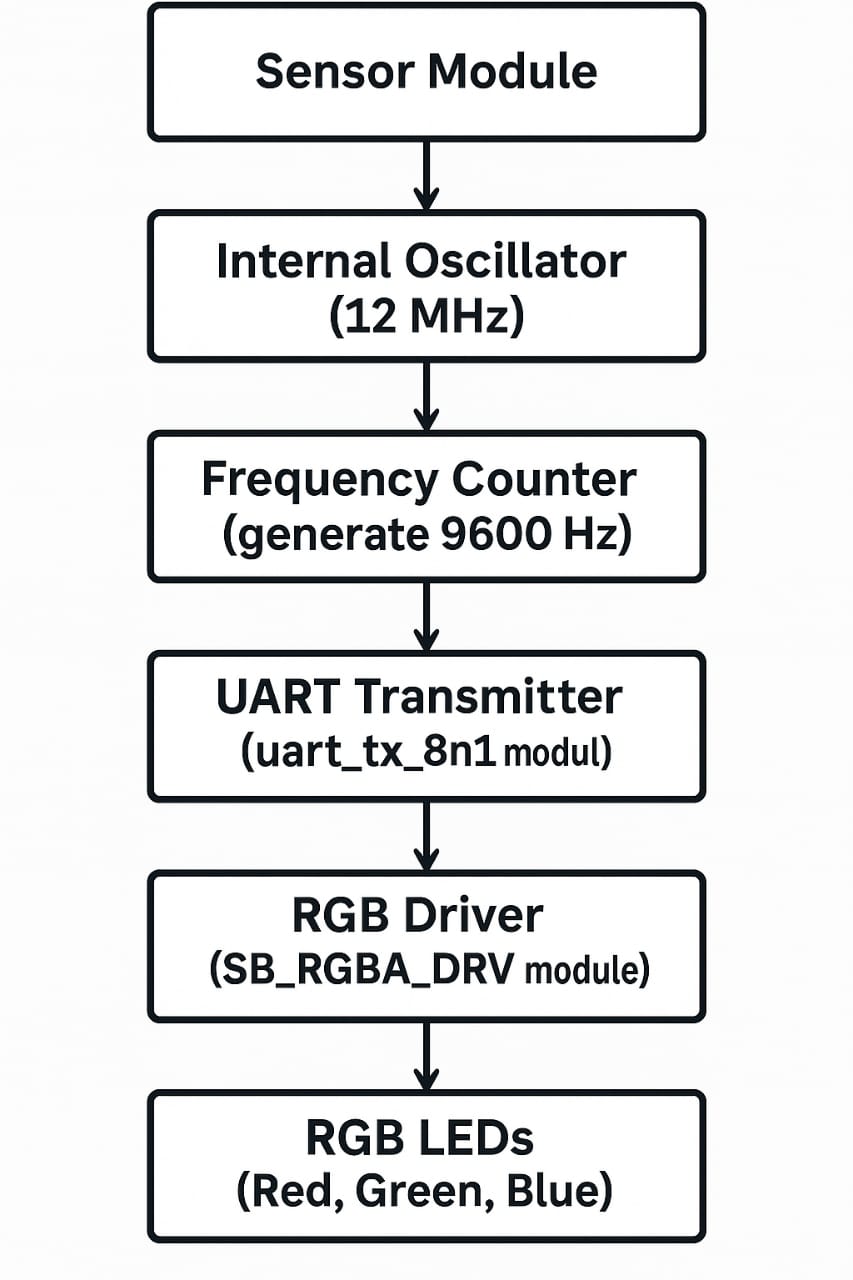 Sensor Module
Internal Oscillator
(12 MHz)
Frequency Counter
(generate 9600 Hz)
UART Transmitter
(uart_tx_8n1 modul)
RGB Driver
(SB_RGBA_DRV module)
RGB LEDs
(Red, Green, Blue)